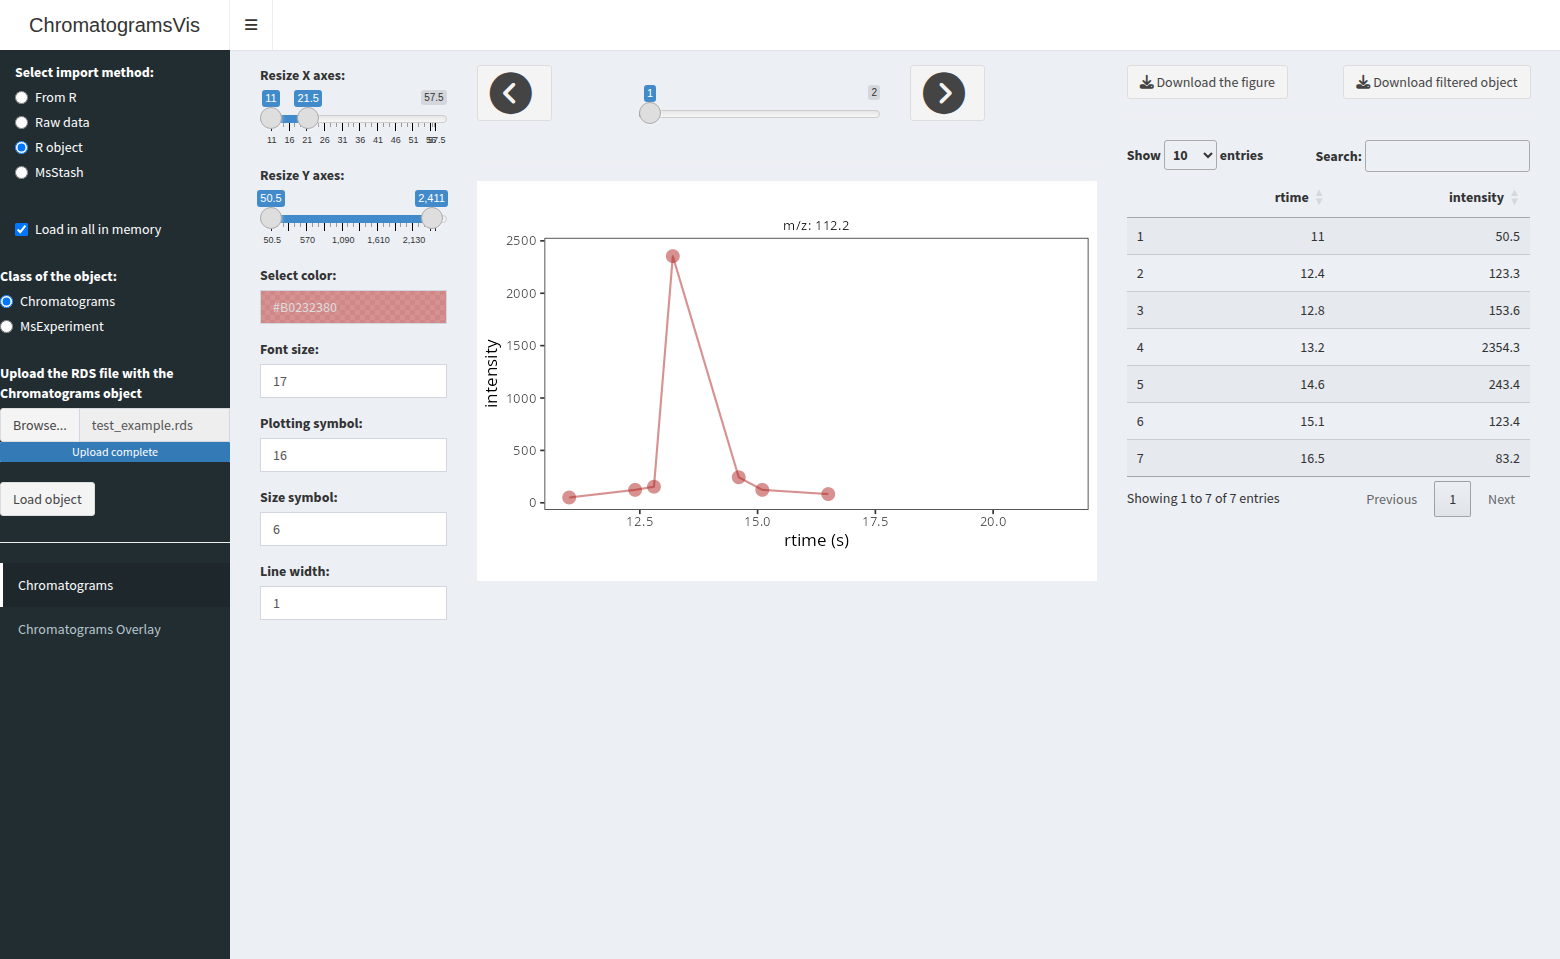 ChromatogramsVis
Select import method:
From R
Raw data
R object
MsStash
Load in all in memory
Class of the object:
Chromatograms
MsExperiment
Upload the RDS file with the
Chromatograms object
Browse... test_example.rds
Upload complete
Load object
Chromatograms
Chromatograms Overlay
Resize X axes:
11 21.5 57.5
11 16 21 26 31 36 41 46 51 57.5
Resize Y axes:
50.5 2,411
50.5 570 1,090 1,610 2,130
Select color:
#B0232380
Font size:
17
Plotting symbol:
16
Size symbol:
6
Line width:
1
1 2
m/z: 112.2
2500
2000
1500
1000
500
0
intensity
12.5 15.0 17.5 20.0
rtime (s)
Download the figure
Download filtered object
Show 10 entries
Search:
rtime intensity
1 11 50.5
2 12.4 123.3
3 12.8 153.6
4 13.2 2354.3
5 14.6 243.4
6 15.1 123.4
7 16.5 83.2
Showing 1 to 7 of 7 entries
Previous 1 Next